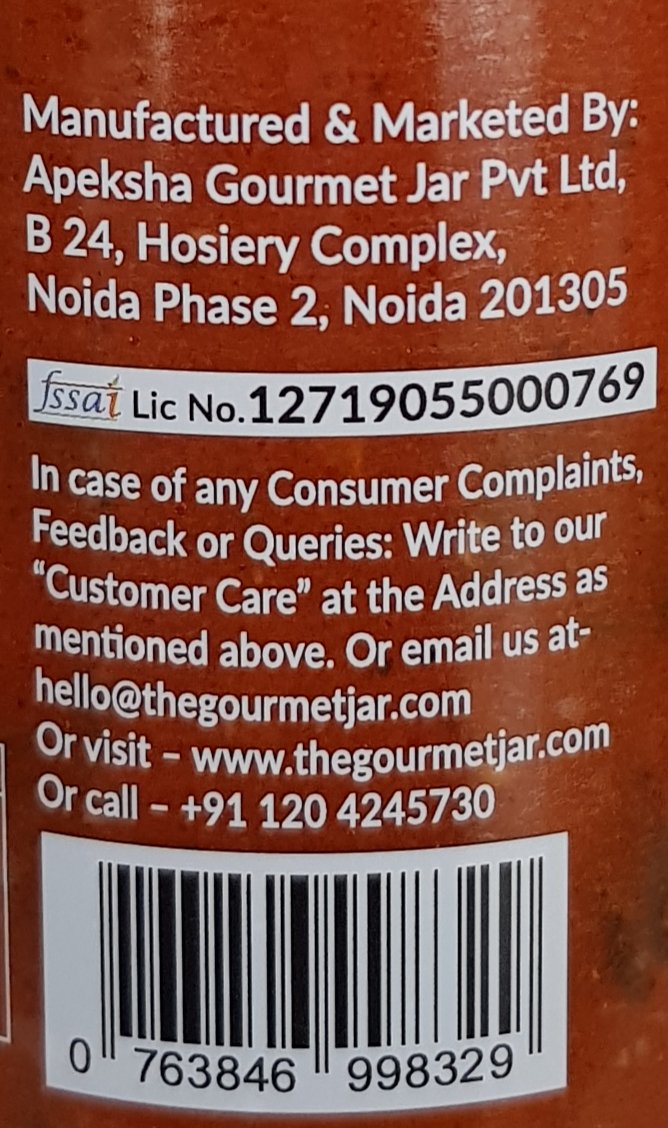 Manufactured & Marketed By:
Apeksha Gourmet Jar Pvt Ltd,
B 24, Hosiery Complex,
Noida Phase 2, Noida 201305
fssai Lic No.12719055000769
In case of any Consumer Complaints,
Feedback or Queries: Write to our
“Customer Care” at the Address as
mentioned above. Or email us at-
hello@thegourmetjar.com
Or visit – www.thegourmetjar.com
Or call – +91 120 4245730
0 763846 998329